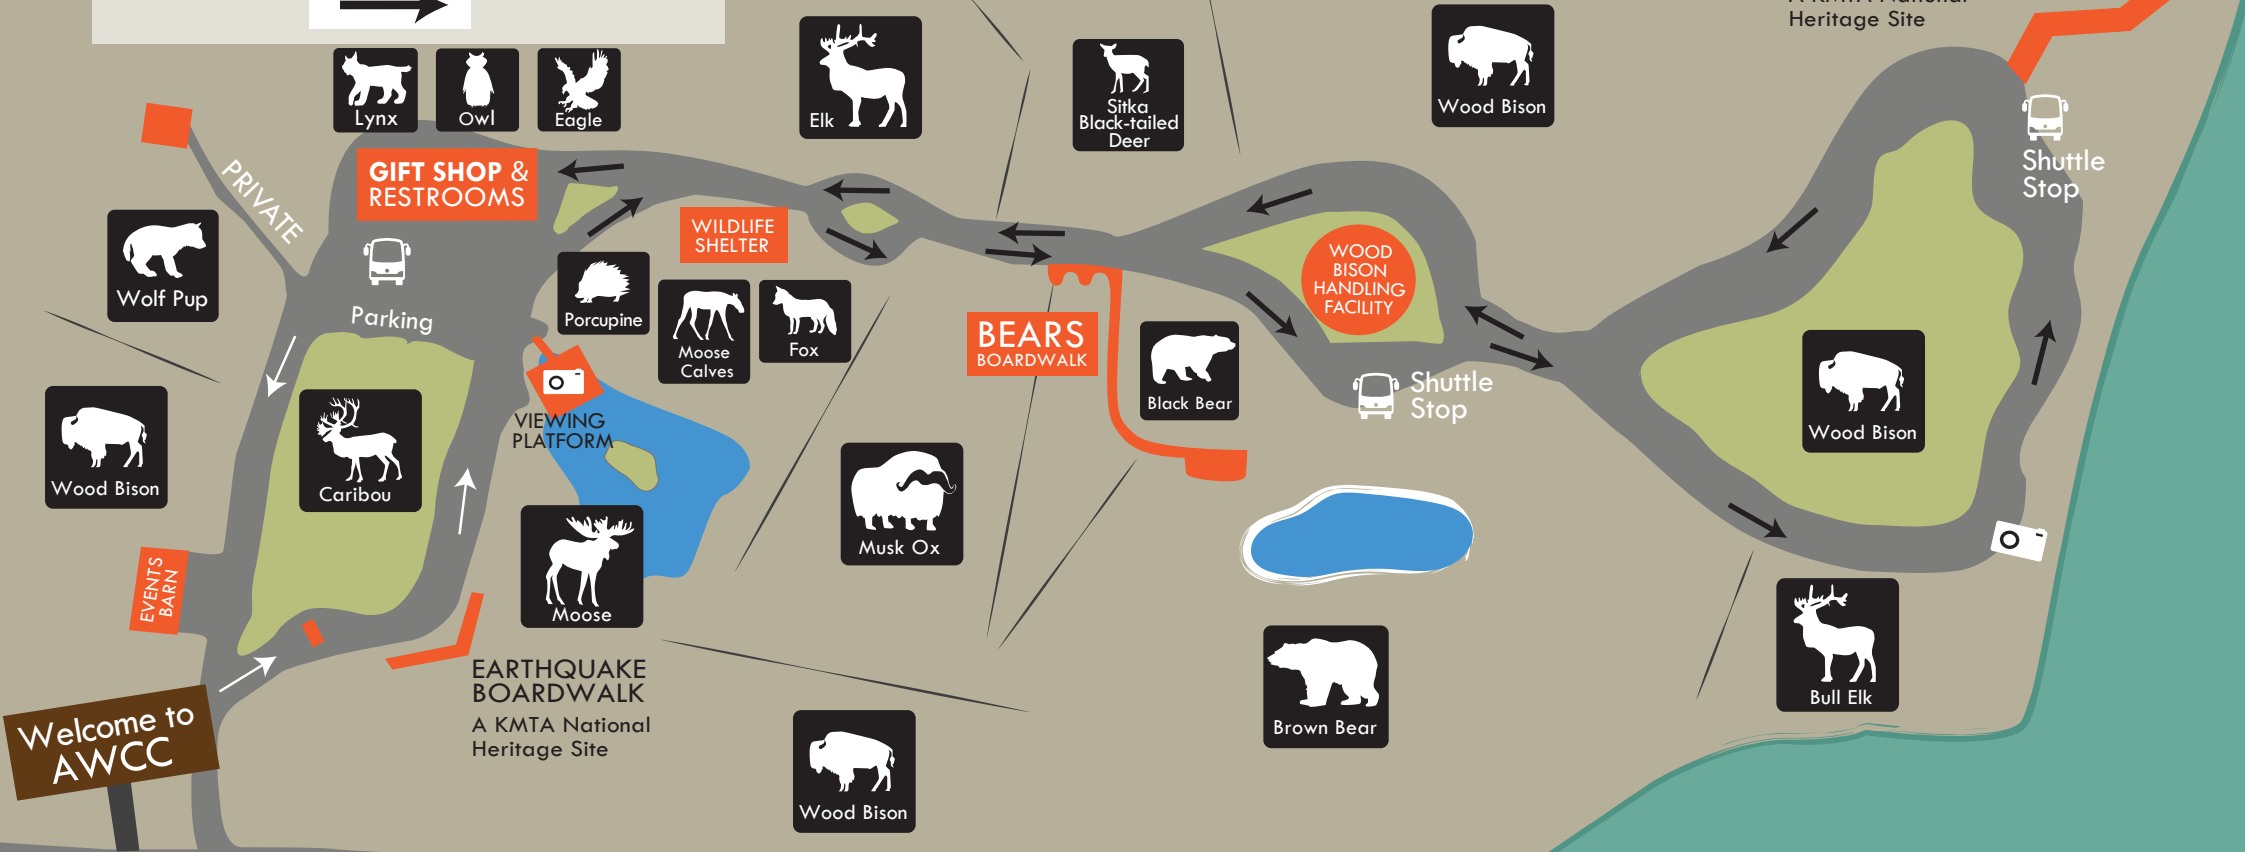 A KMTA National
Heritage Site
Lynx
Owl
Eagle
Elk
Sitka
Black-tailed
Deer
Wood Bison
PRIVATE
GIFT SHOP &
RESTROOMS
Shuttle
Stop
Wolf Pup
WILDLIFE
SHELTER
WOOD
BISON
HANDLING
FACILITY
Parking
Porcupine
Moose
Calves
Fox
BEARS
BOARDWALK
Black Bear
Shuttle
Stop
Wood Bison
Wood Bison
Caribou
VIEWING
PLATFORM
Musk Ox
Moose
EVENTS
BARN
EARTHQUAKE
BOARDWALK
A KMTA National
Heritage Site
Brown Bear
Bull Elk
Welcome to
AWCC
Wood Bison